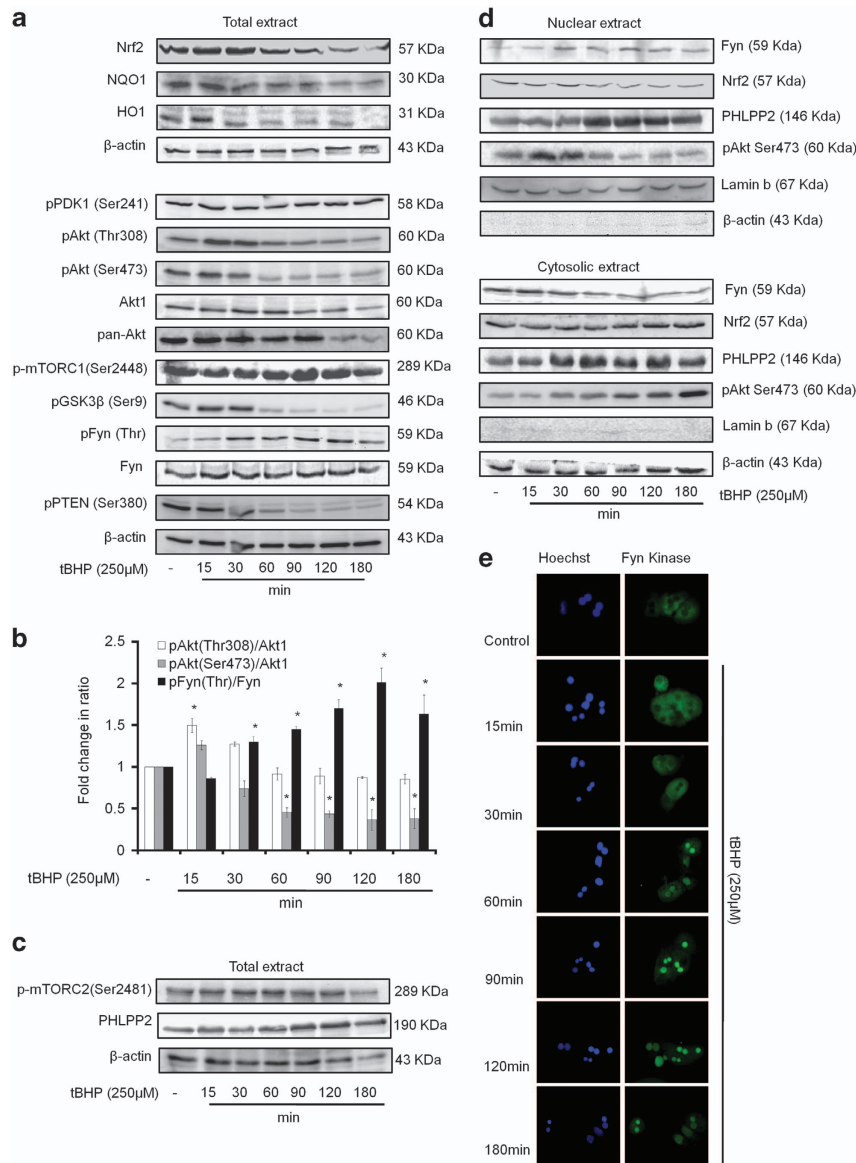 a
Total extract
Nrf2 57 KDa
NQO1 30 KDa
HO1 31 KDa
β-actin 43 KDa
pPDK1 (Ser241) 58 KDa
pAkt (Thr308) 60 KDa
pAkt (Ser473) 60 KDa
Akt1 60 KDa
pan-Akt 60 KDa
p-mTORC1(Ser2448) 289 KDa
pGSK3β (Ser9) 46 KDa
pFyn (Thr) 59 KDa
Fyn 59 KDa
pPTEN (Ser380) 54 KDa
β-actin 43 KDa
tBHP (250µM) - 15 30 60 90 120 180
min
b
pAkt(Thr308)/Akt1
pAkt(Ser473)/Akt1
pFyn(Thr)/Fyn
Fold change in ratio
2.5
2
1.5
1
0.5
0
* * * * * * * * * *
tBHP (250µM) - 15 30 60 90 120 180
min
c
Total extract
p-mTORC2(Ser2481) 289 KDa
PHLPP2 190 KDa
β-actin 43 KDa
tBHP (250µM) - 15 30 60 90 120 180
min
d
Nuclear extract
Fyn (59 Kda)
Nrf2 (57 Kda)
PHLPP2 (146 Kda)
pAkt Ser473 (60 Kda)
Lamin b (67 Kda)
β-actin (43 Kda)
Cytosolic extract
Fyn (59 Kda)
Nrf2 (57 Kda)
PHLPP2 (146 Kda)
pAkt Ser473 (60 Kda)
Lamin b (67 Kda)
β-actin (43 Kda)
- 15 30 60 90 120 180 tBHP (250µM)
min
e
Hoechst Fyn Kinase
Control
15min
30min
60min
90min
120min
180min
tBHP (250µM)